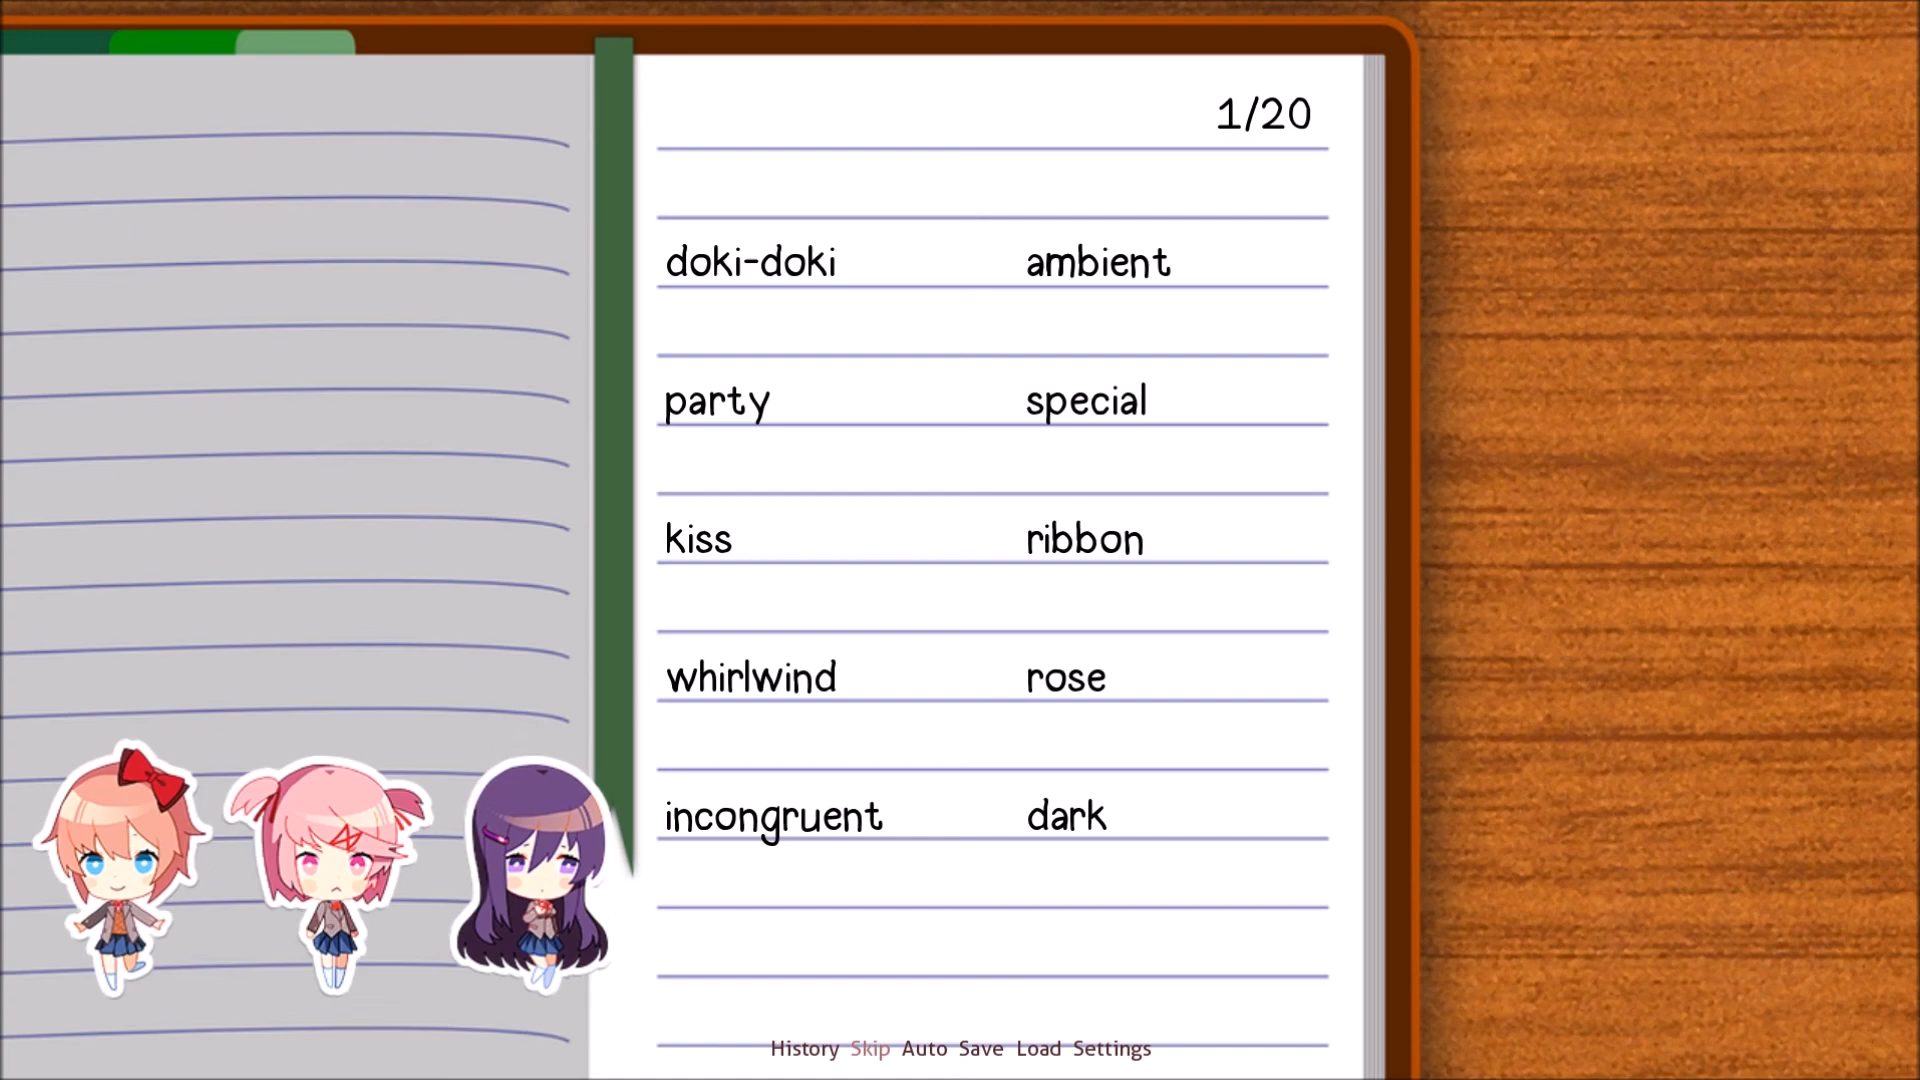 1/20
doki-doki ambient
party special
kiss ribbon
whirlwind rose
incongruent dark
History Skip Auto Save Load Settings